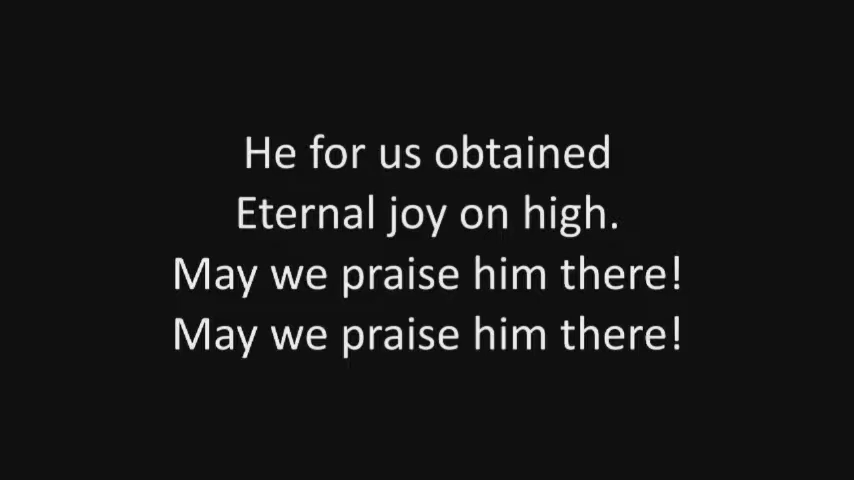 He for us obtained
Eternal joy on high.
May we praise him there!
May we praise him there!